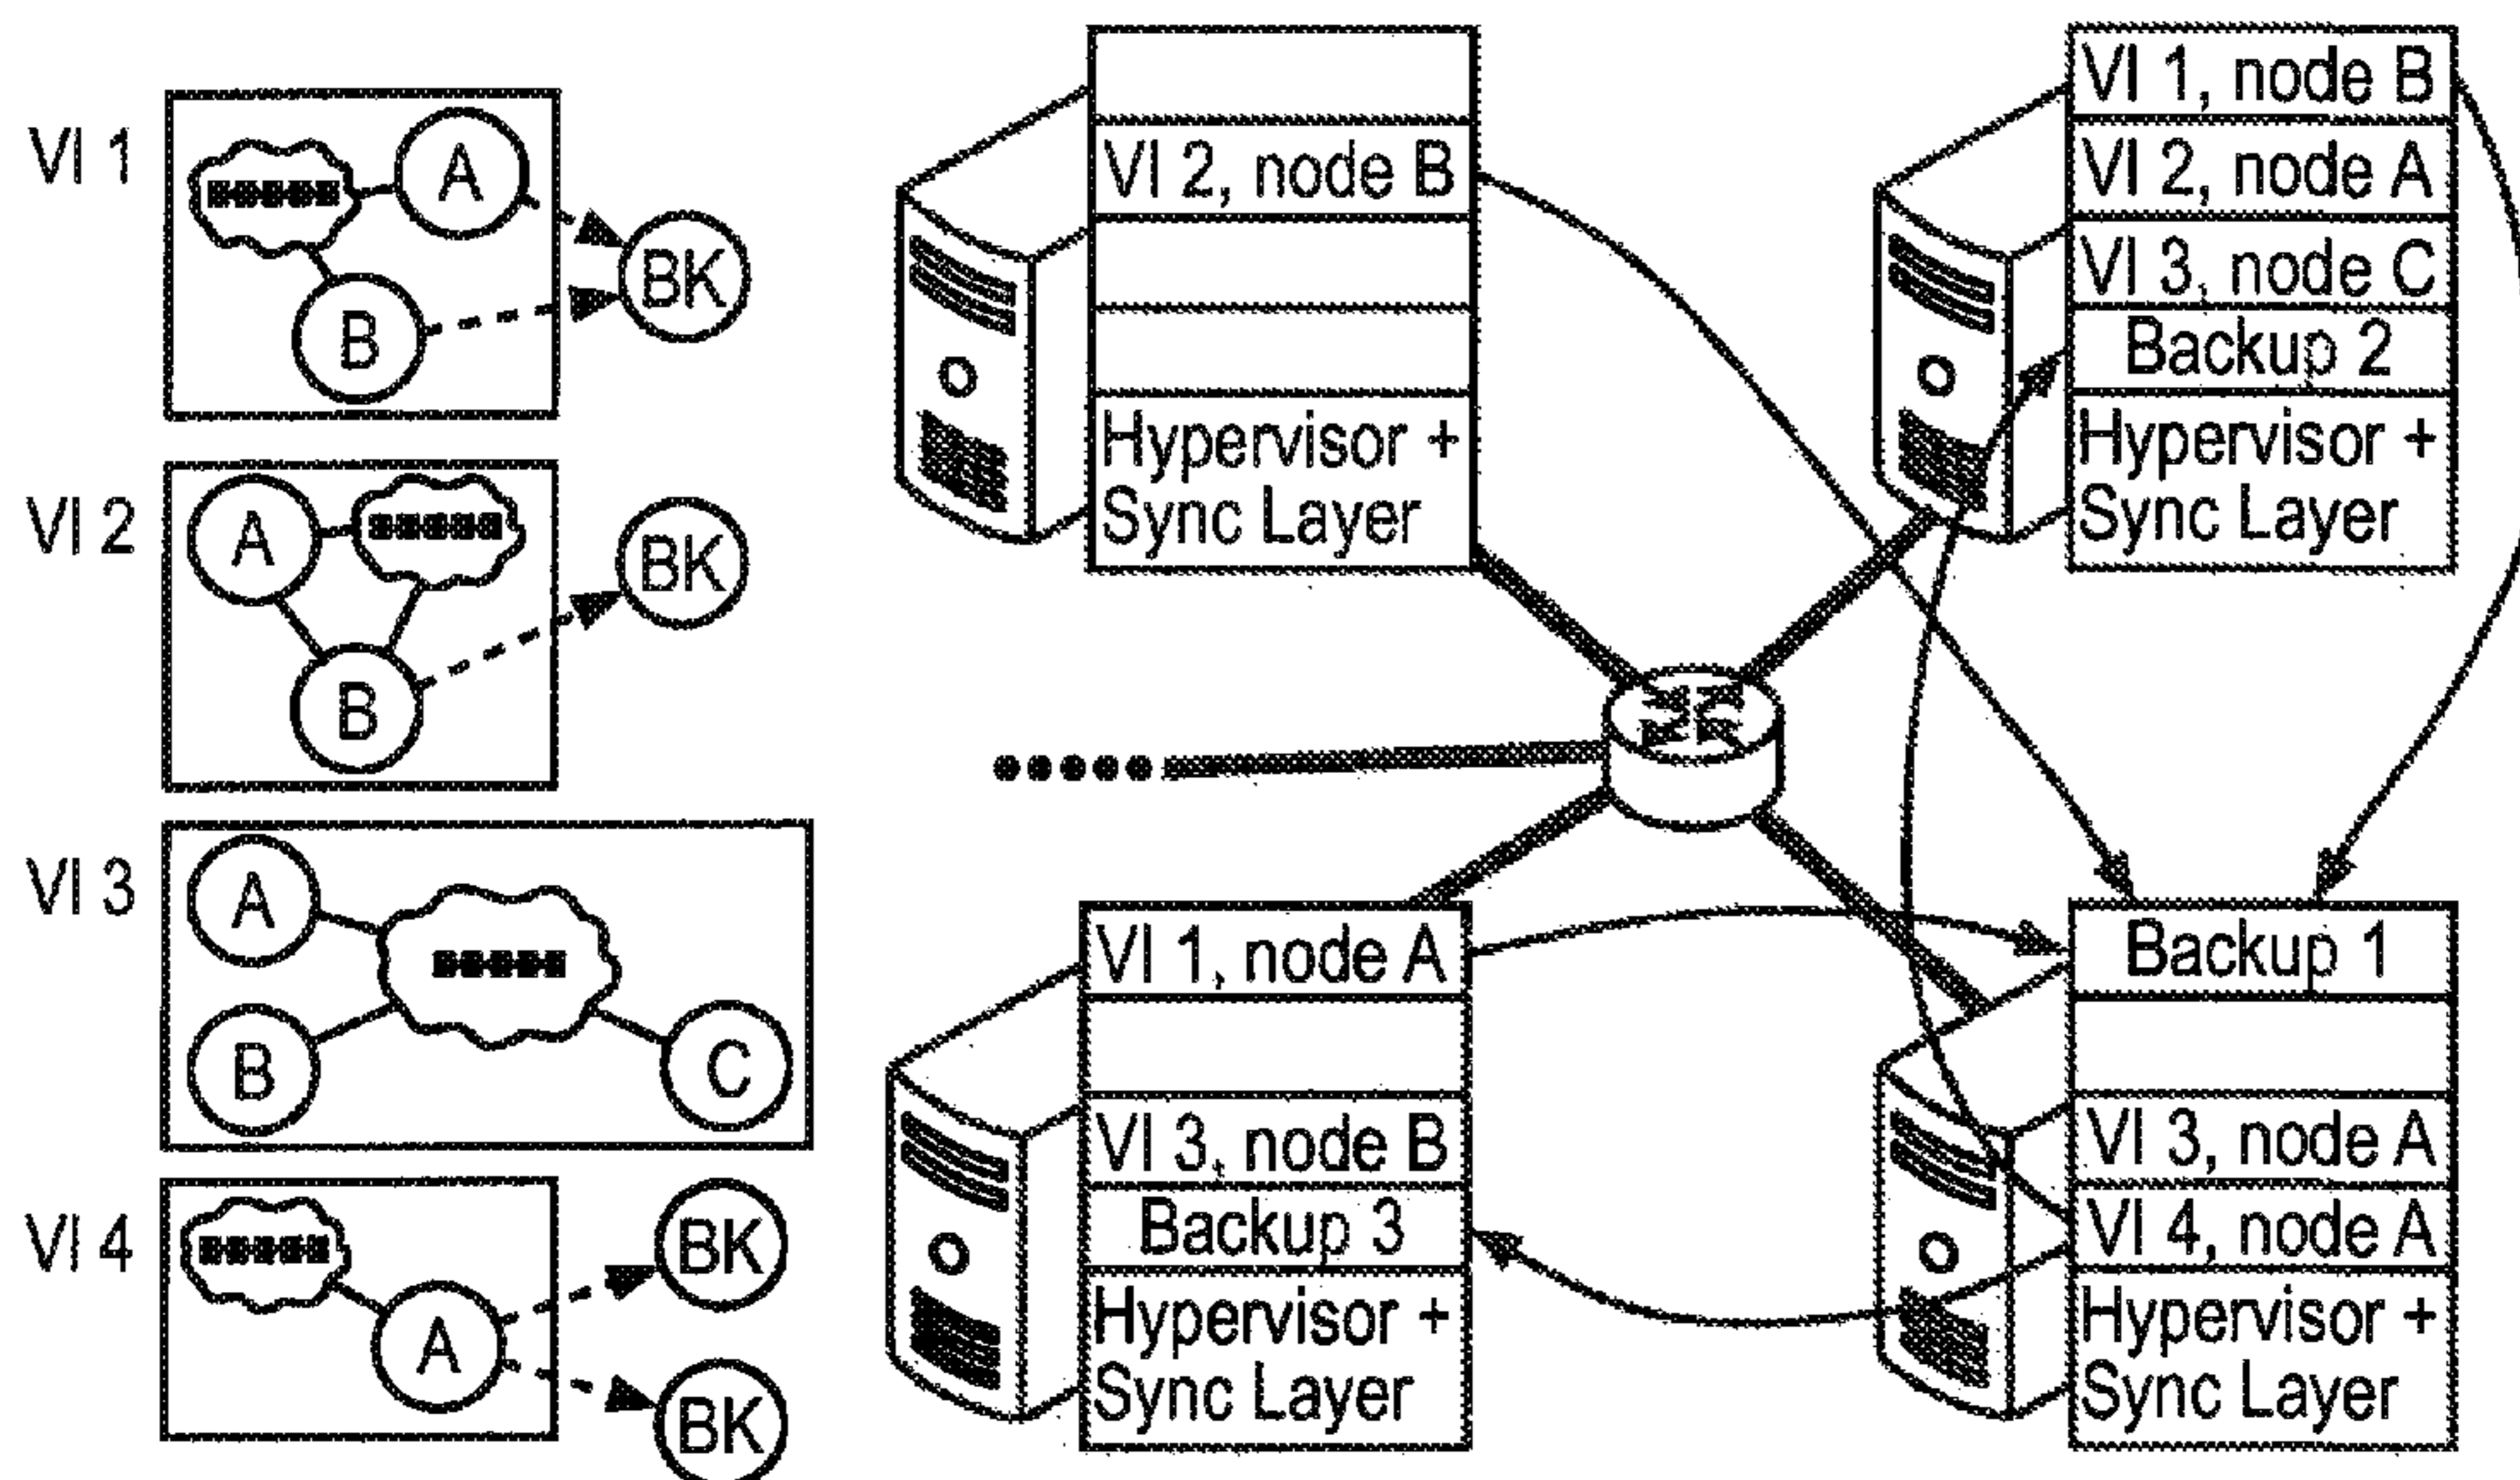 VI 1
A
B
BK
VI 2
A
B
BK
VI 3
A
B
C
VI 4
A
BK
BK
VI 2, node B
Hypervisor +
Sync Layer
VI 1, node B
VI 2, node A
VI 3, node C
Backup 2
Hypervisor +
Sync Layer
VI 1, node A
VI 3, node B
Backup 3
Hypervisor +
Sync Layer
Backup 1
VI 3, node A
VI 4, node A
Hypervisor +
Sync Layer